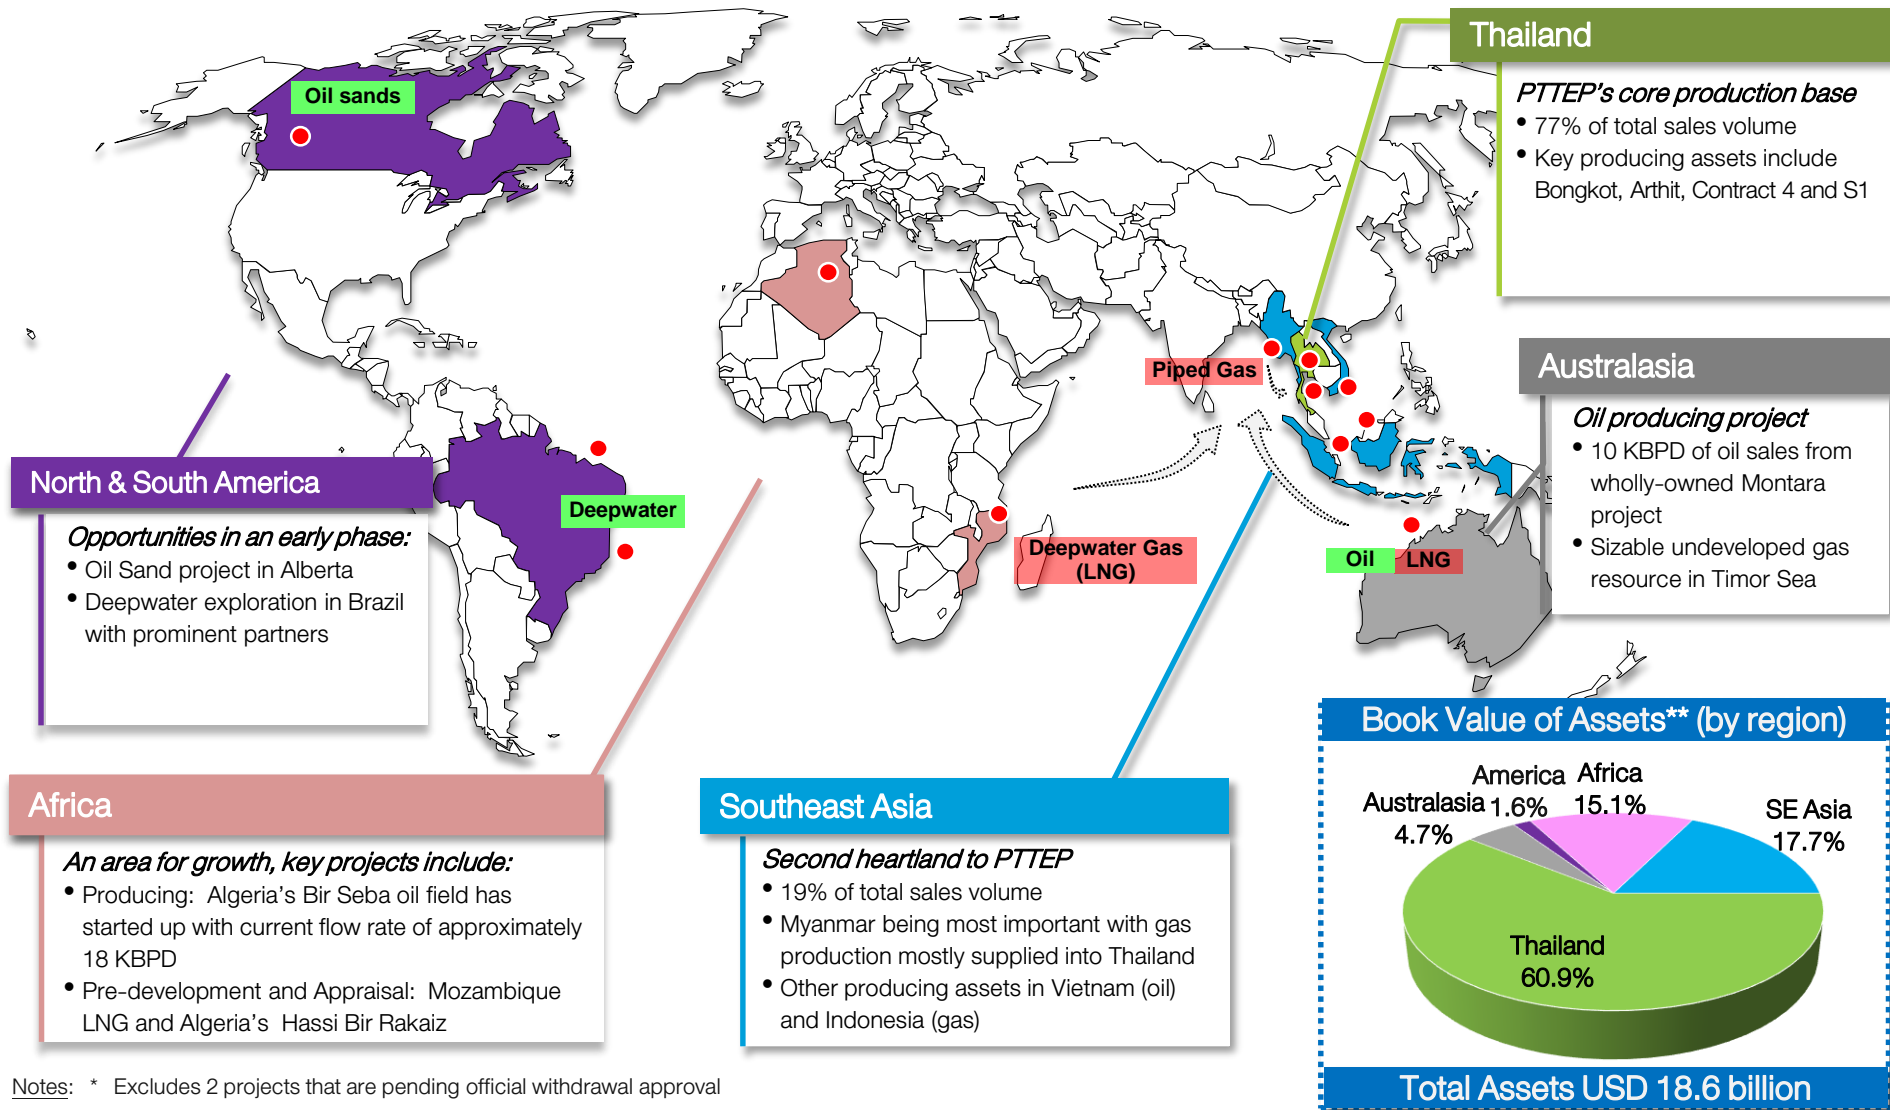 Thailand
PTTEP's core production base
• 77% of total sales volume
• Key producing assets include
Bongkot, Arthit, Contract 4 and S1
Oil sands
Piped Gas
Australasia
Oil producing project
• 10 KBPD of oil sales from
wholly-owned Montara
project
• Sizable undeveloped gas
resource in Timor Sea
North & South America
Opportunities in an early phase:
• Oil Sand project in Alberta
• Deepwater exploration in Brazil
with prominent partners
Deepwater
Deepwater Gas
(LNG)
Oil LNG
Africa
An area for growth, key projects include:
• Producing: Algeria's Bir Seba oil field has
started up with current flow rate of approximately
18 KBPD
• Pre-development and Appraisal: Mozambique
LNG and Algeria's Hassi Bir Rakaiz
Southeast Asia
Second heartland to PTTEP
• 19% of total sales volume
• Myanmar being most important with gas
production mostly supplied into Thailand
• Other producing assets in Vietnam (oil)
and Indonesia (gas)
Book Value of Assets** (by region)
America
1.6%
Africa
15.1%
Australasia
4.7%
SE Asia
17.7%
Thailand
60.9%
Total Assets USD 18.6 billion
Notes: * Excludes 2 projects that are pending official withdrawal approval